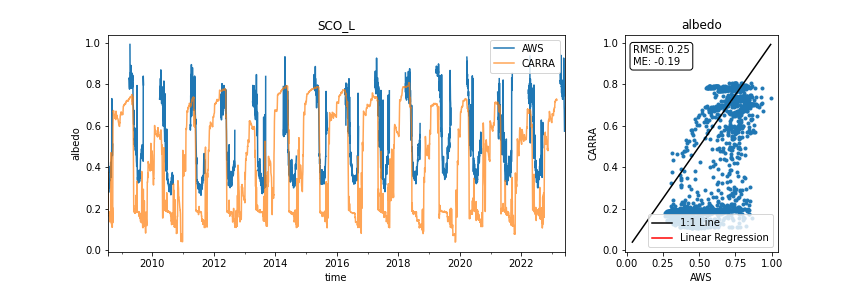 SCO_L
albedo
1.0
0.8
0.6
0.4
0.2
0.0
albedo
AWS
CARRA
2010
2012
2014
2016
2018
2020
2022
time
albedo
1.0
0.8
0.6
0.4
0.2
0.0
CARRA
RMSE: 0.25
ME: -0.19
1:1 Line
Linear Regression
0.00
0.25
0.50
0.75
1.00
AWS